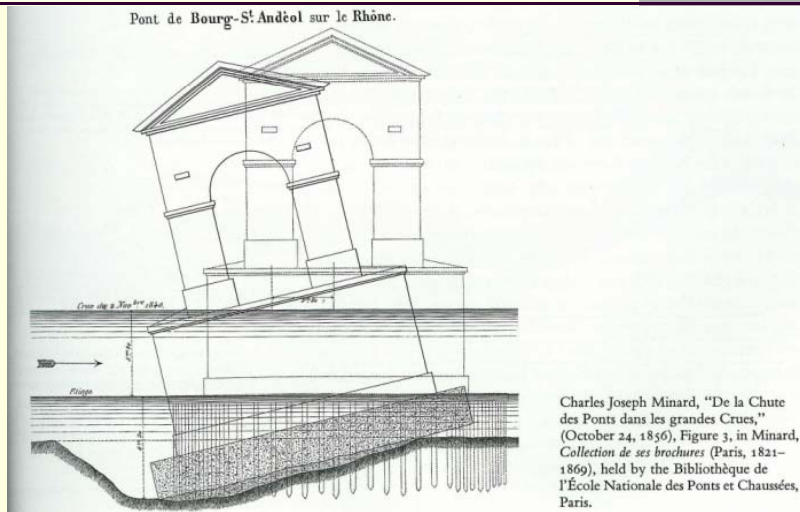 Pont de Bourg-St Andéol sur le Rhône.
Crue du 2 Novbre 1840.
Etiage
Charles Joseph Minard, “De la Chute
des Ponts dans les grandes Crues,”
(October 24, 1856), Figure 3, in Minard,
Collection de ses brochures (Paris, 1821–
1869), held by the Bibliothèque de
l’École Nationale des Ponts et Chaussées,
Paris.